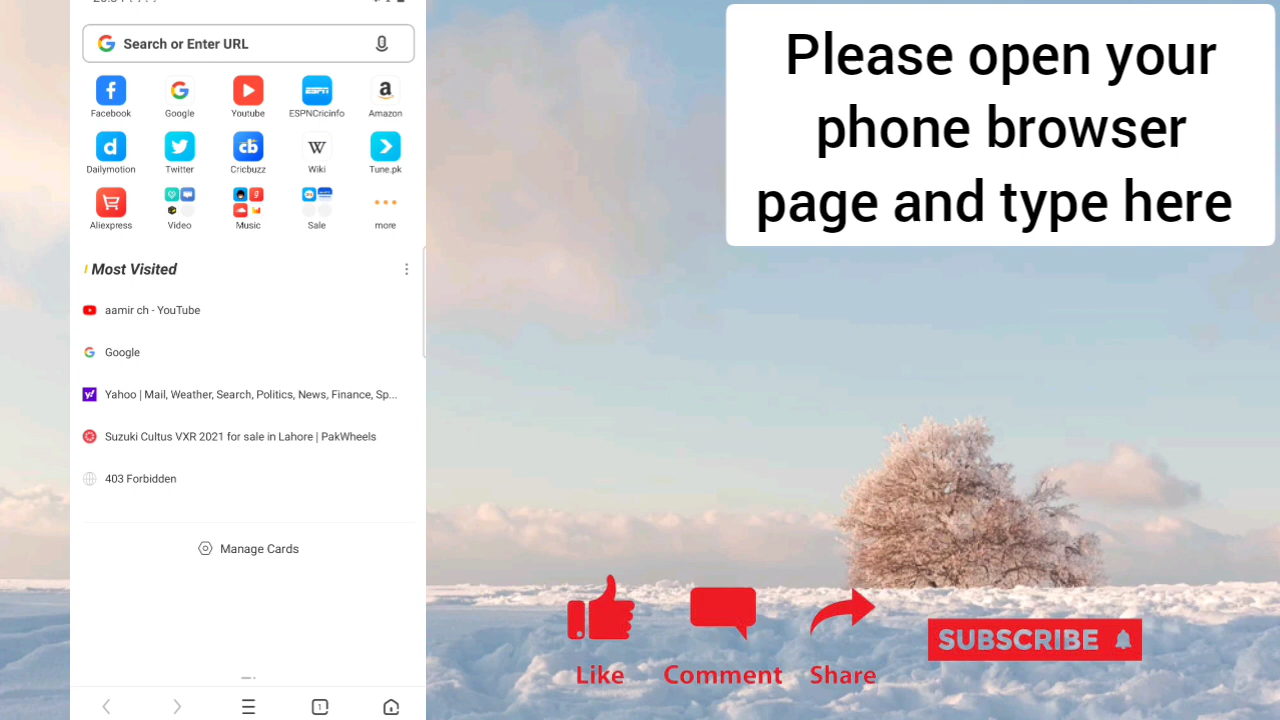 Search or Enter URL
Facebook Google Youtube ESPNCricinfo Amazon
Dailymotion Twitter Cricbuzz Wiki Tune.pk
Aliexpress Video Music Sale more
Most Visited
aamir ch - YouTube
Google
Yahoo | Mail, Weather, Search, Politics, News, Finance, Sp...
Suzuki Cultus VXR 2021 for sale in Lahore | PakWheels
403 Forbidden
Manage Cards
1
Please open your
phone browser
page and type here
Like Comment Share
SUBSCRIBE